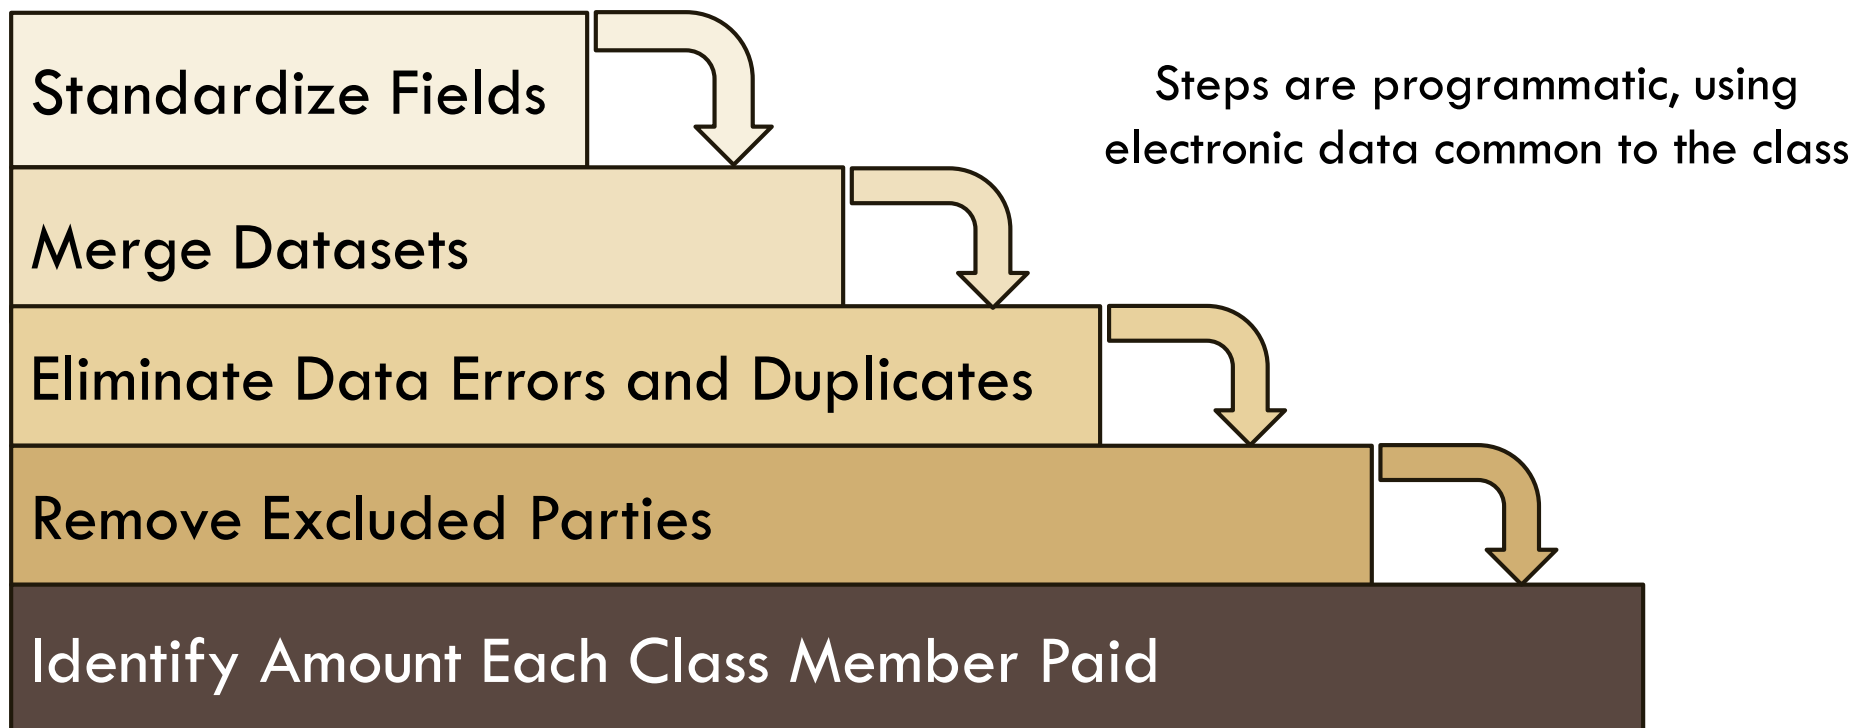 Standardize Fields
Steps are programmatic, using
electronic data common to the class
Merge Datasets
Eliminate Data Errors and Duplicates
Remove Excluded Parties
Identify Amount Each Class Member Paid